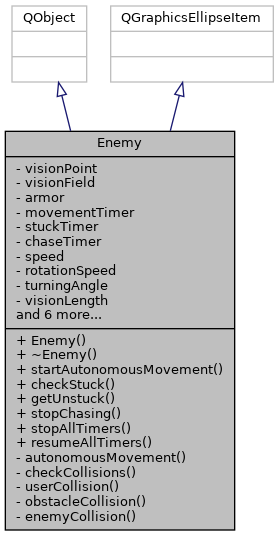 QObject
QGraphicsEllipseItem
Enemy
- visionPoint
- visionField
- armor
- movementTimer
- stuckTimer
- chaseTimer
- speed
- rotationSpeed
- turningAngle
- visionLength
and 6 more...
+ Enemy()
+ ~Enemy()
+ startAutonomousMovement()
+ checkStuck()
+ getUnstuck()
+ stopChasing()
+ stopAllTimers()
+ resumeAllTimers()
- autonomousMovement()
- checkCollisions()
- userCollision()
- obstacleCollision()
- enemyCollision()